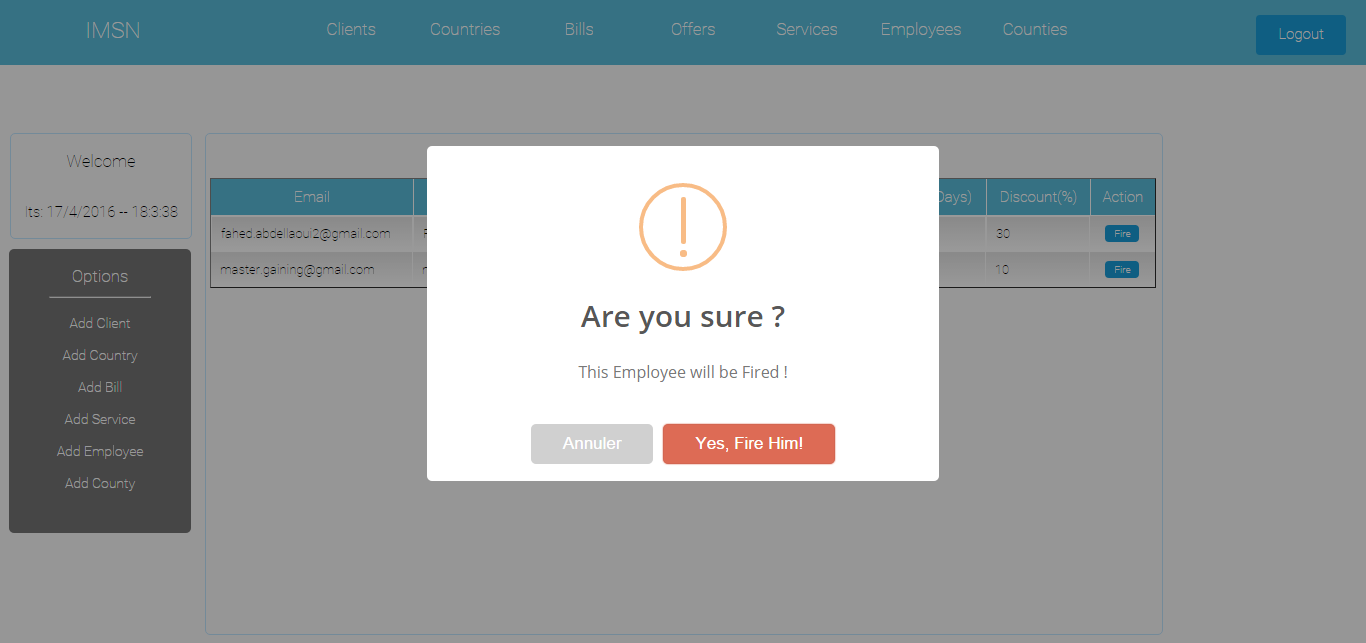 IMSN Clients Countries Bills Offers Services Employees Counties Logout
Welcome
Its: 17/4/2016 -- 18:3:38
Options
Add Client
Add Country
Add Bill
Add Service
Add Employee
Add County
Email Days) Discount(%) Action
fahed.abdellaoui2@gmail.com 30 Fire
master.gaining@gmail.com 10 Fire
Are you sure ?
This Employee will be Fired !
Annuler Yes, Fire Him!